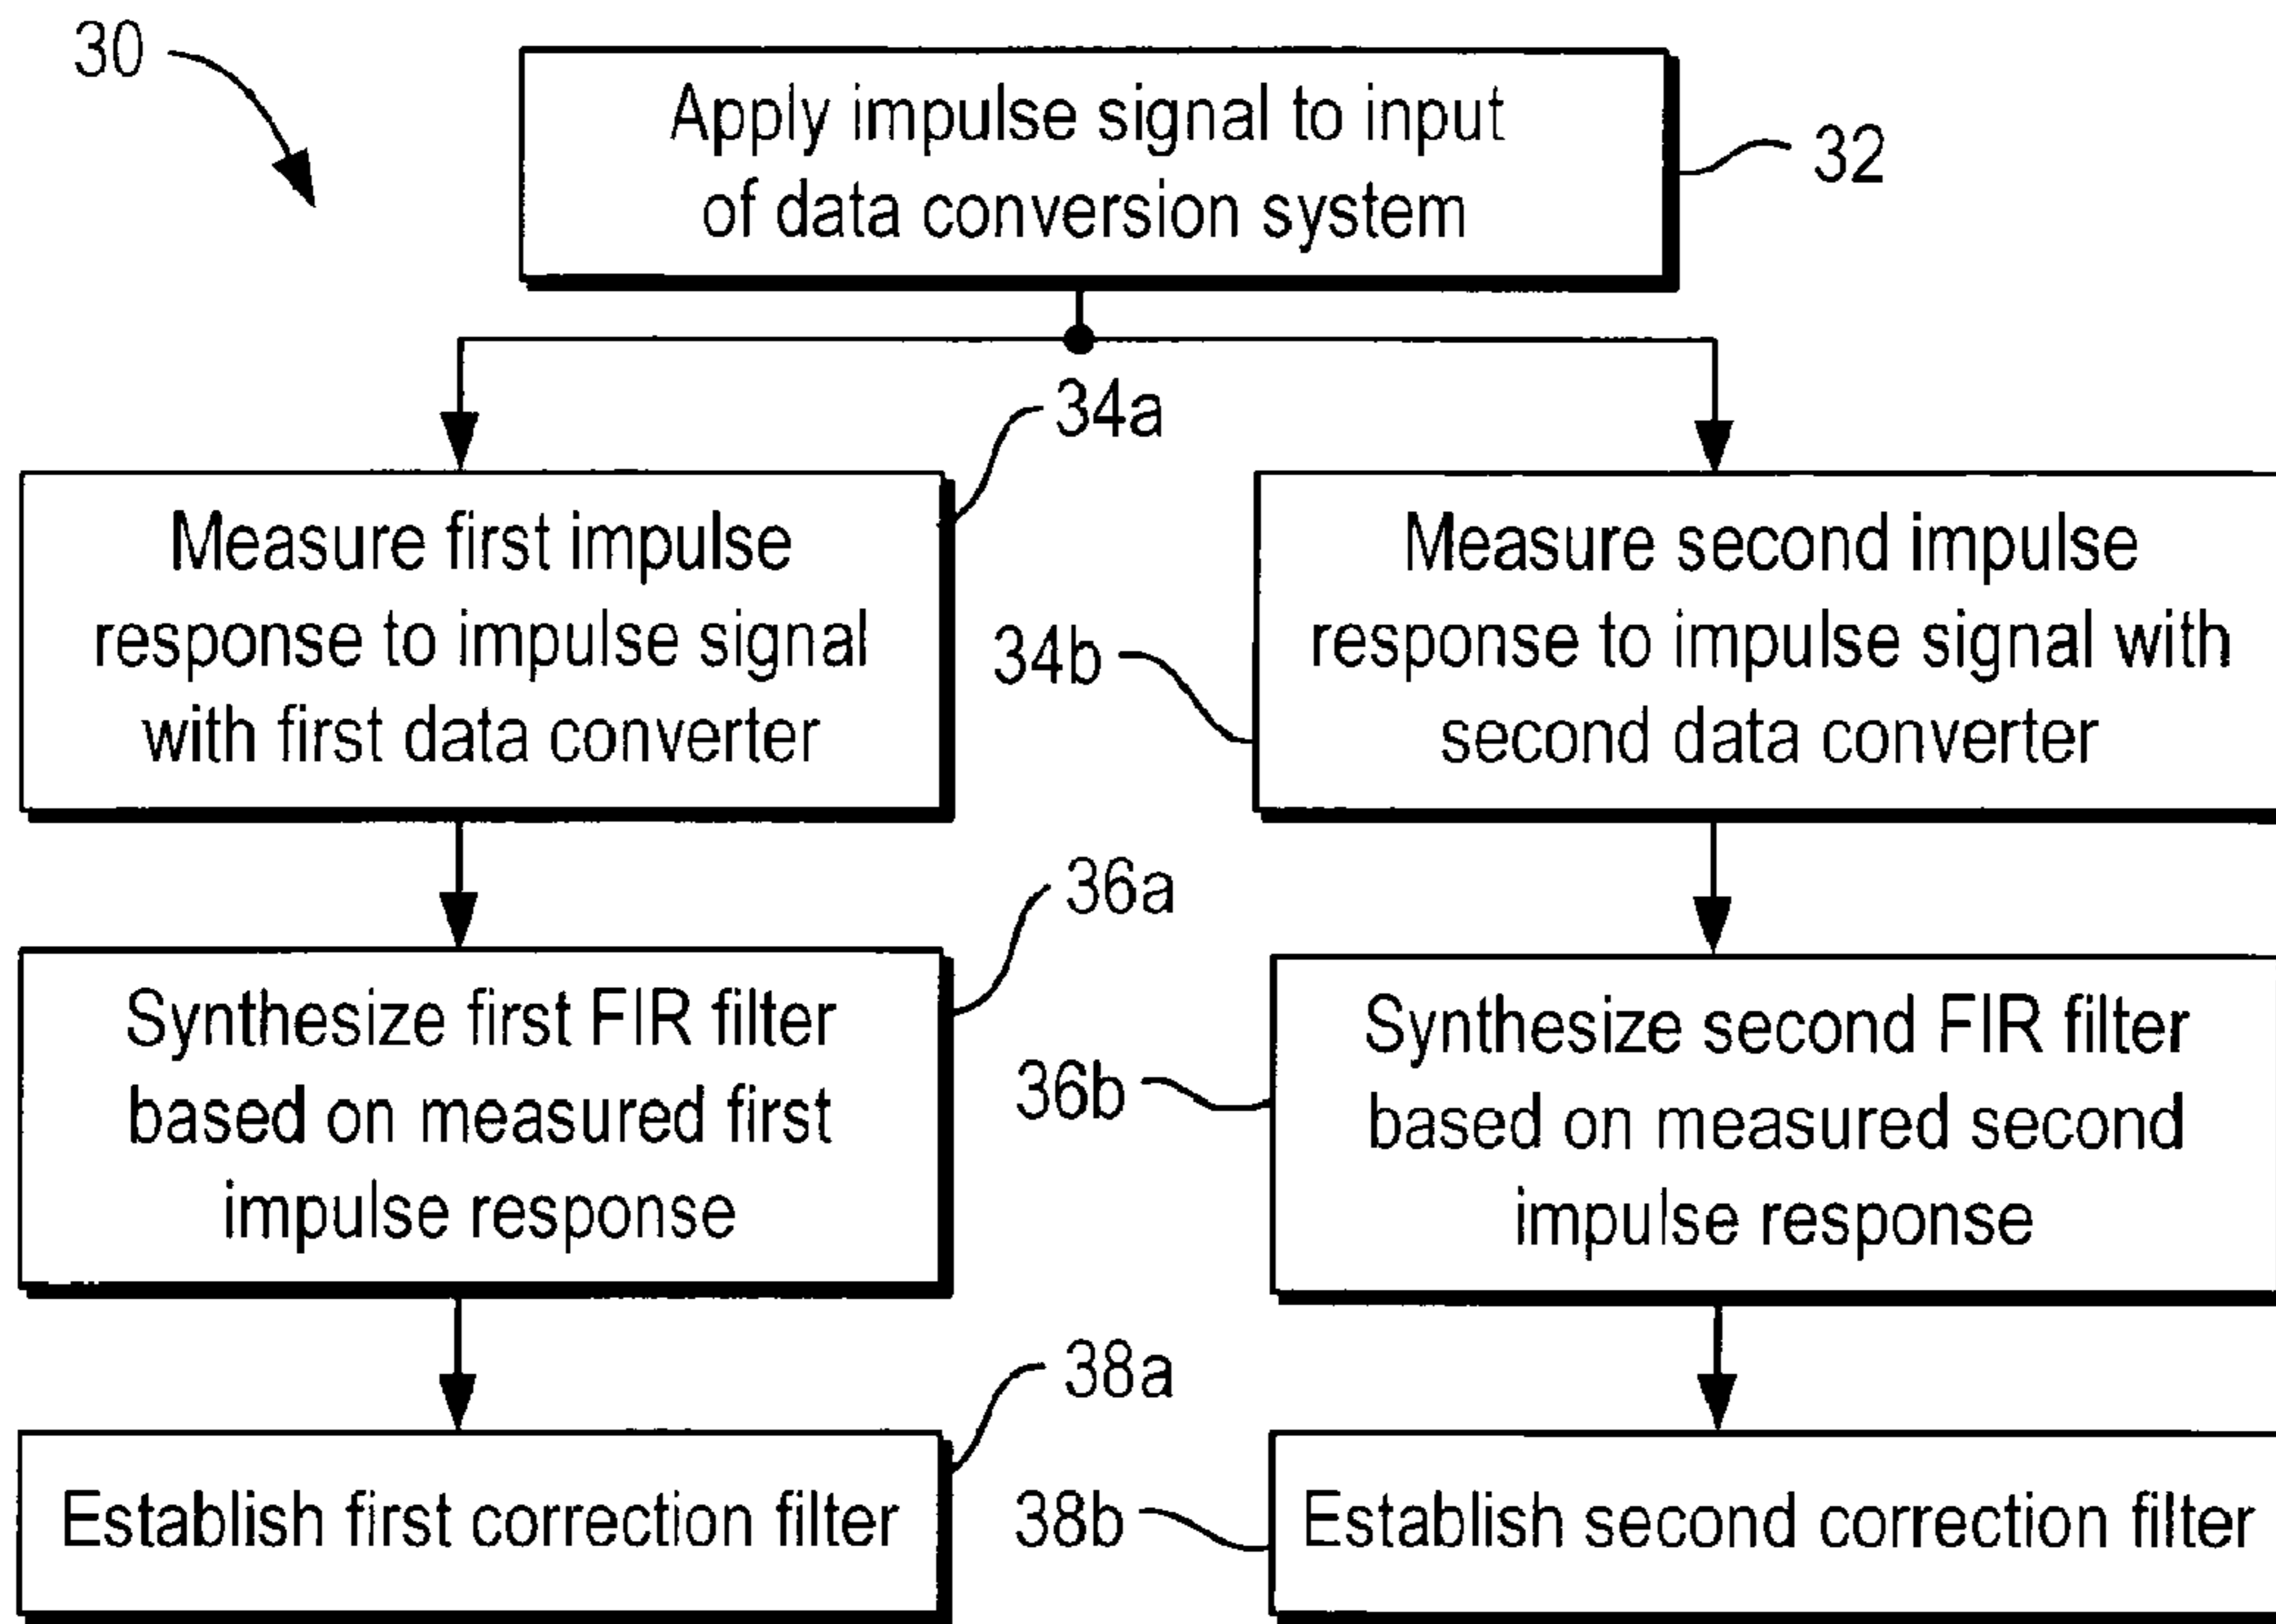 30
Apply impulse signal to input
of data conversion system
32
34a
Measure first impulse
response to impulse signal
with first data converter
34b
Measure second impulse
response to impulse signal with
second data converter
36a
Synthesize first FIR filter
based on measured first
impulse response
36b
Synthesize second FIR filter
based on measured second
impulse response
38a
Establish first correction filter
38b
Establish second correction filter